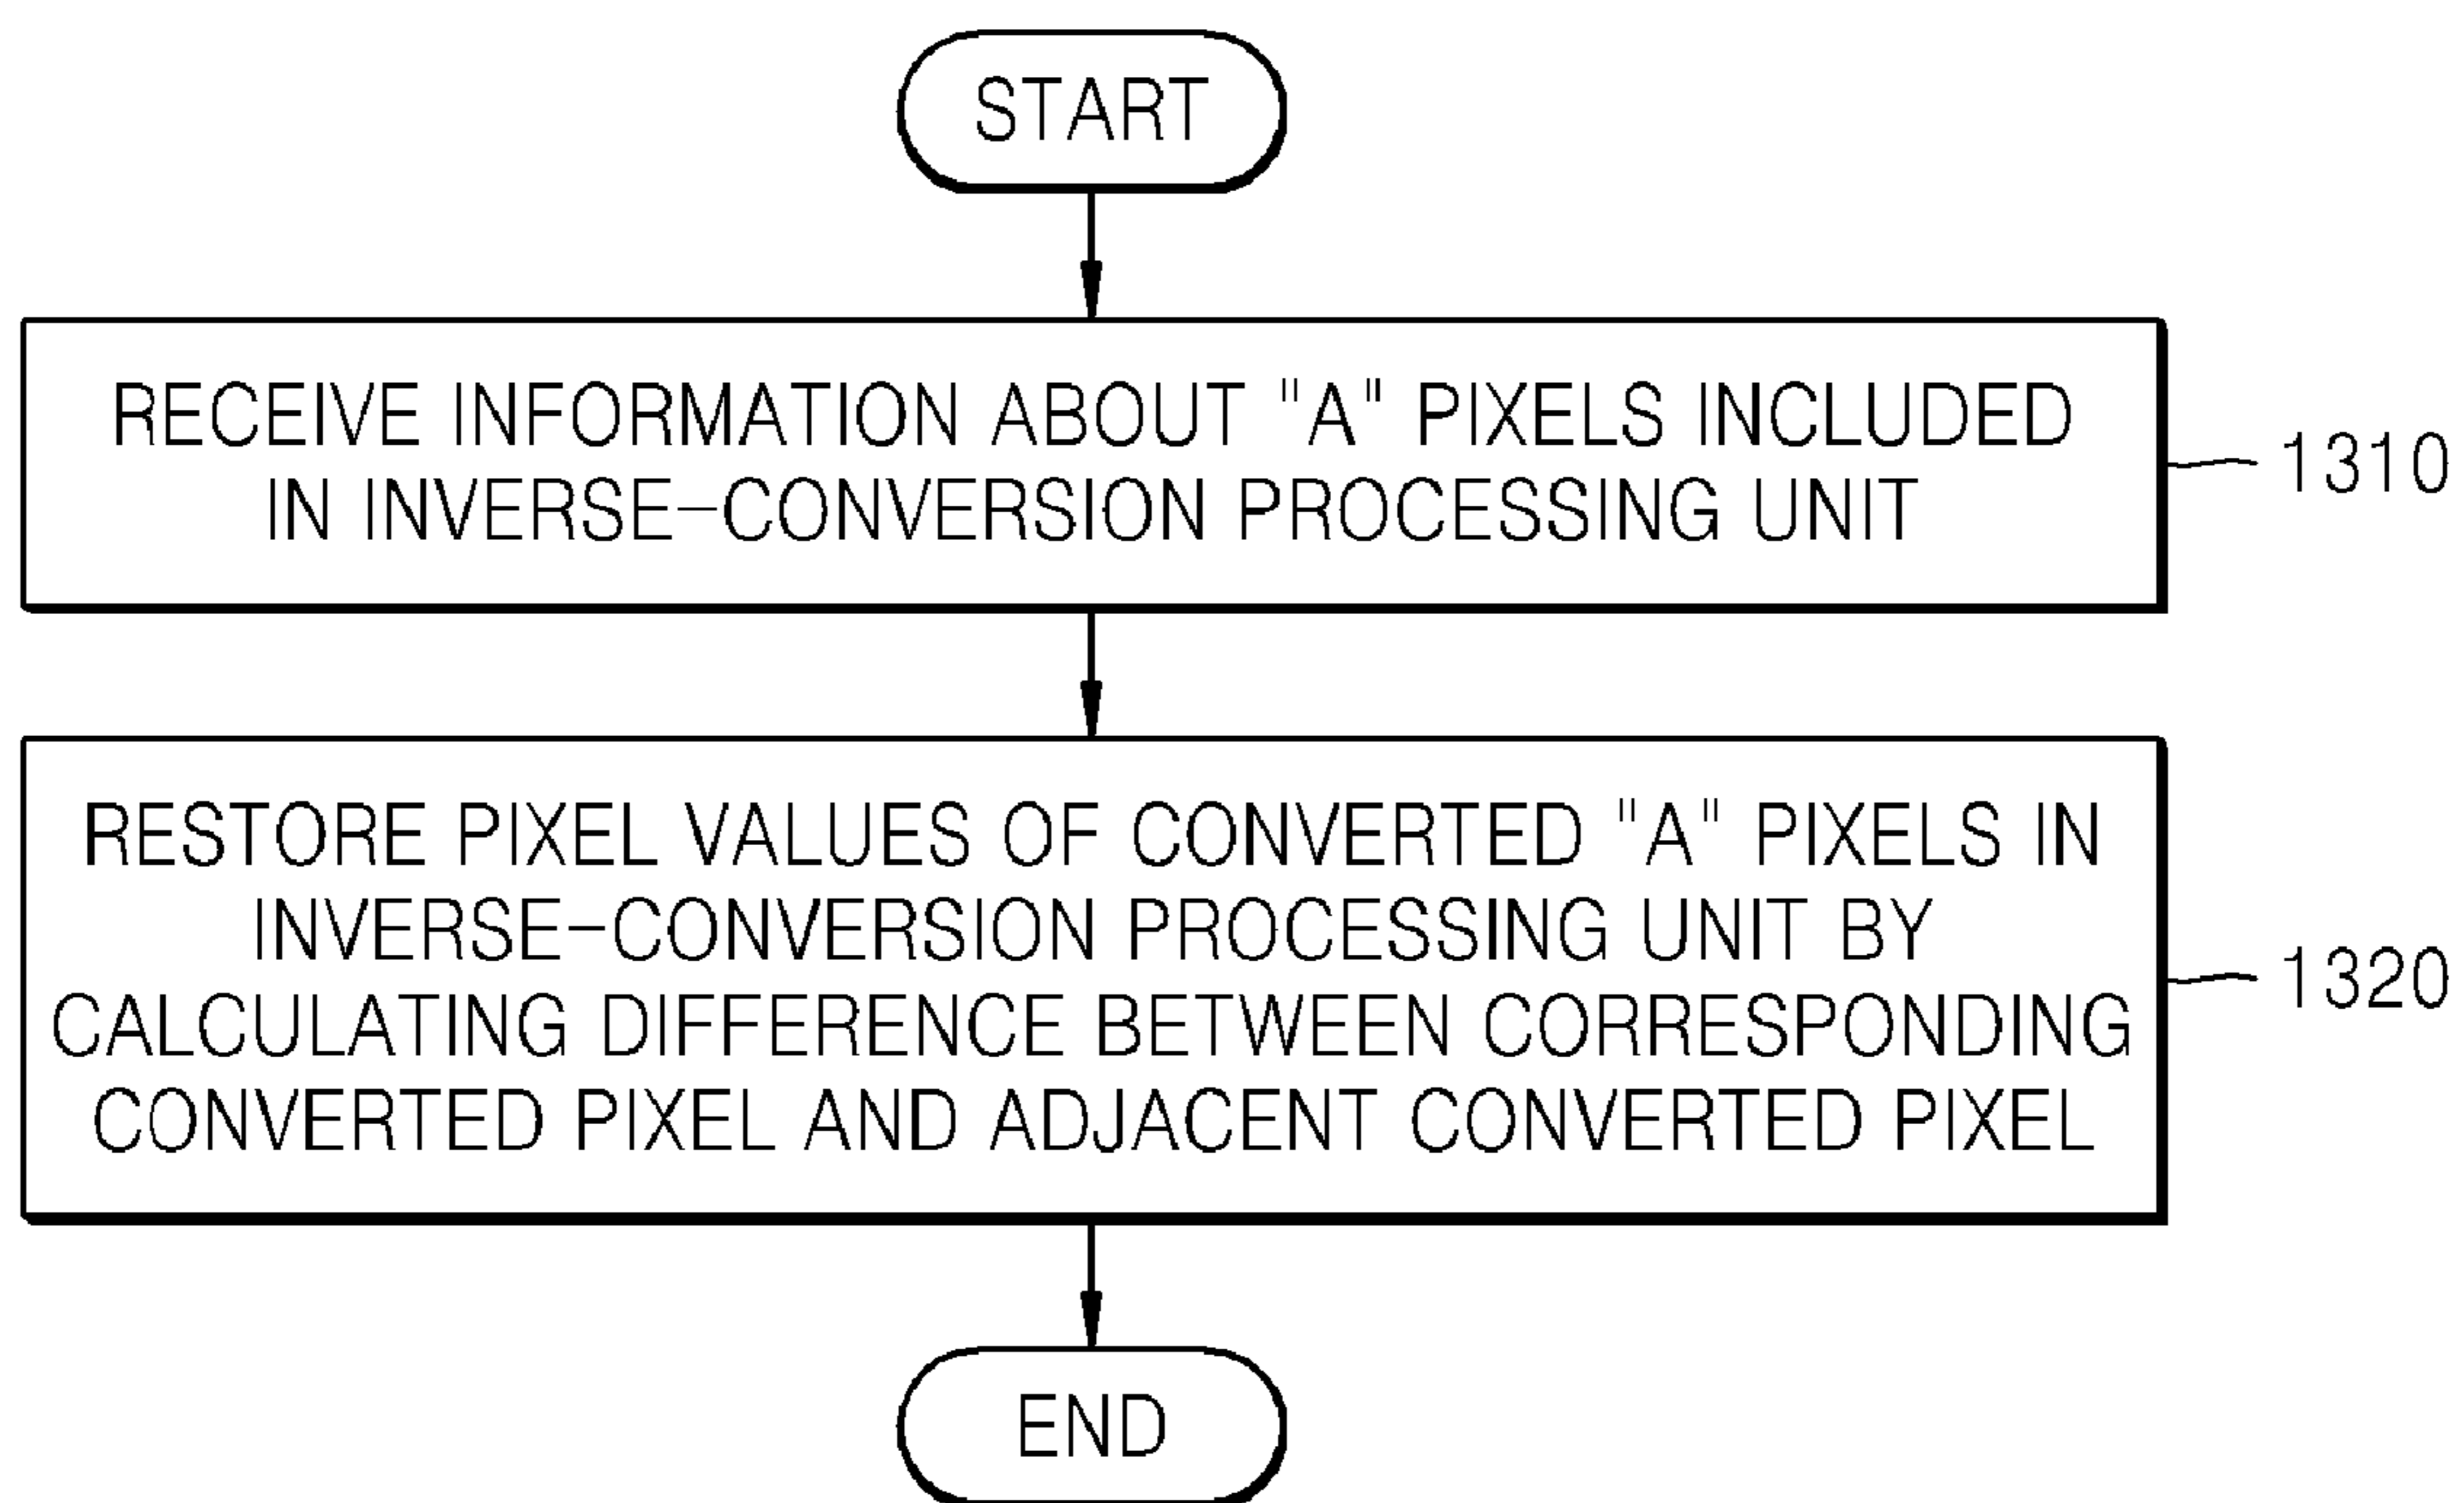 START
RECEIVE INFORMATION ABOUT "A" PIXELS INCLUDED
IN INVERSE-CONVERSION PROCESSING UNIT
1310
RESTORE PIXEL VALUES OF CONVERTED "A" PIXELS IN
INVERSE-CONVERSION PROCESSING UNIT BY
CALCULATING DIFFERENCE BETWEEN CORRESPONDING
CONVERTED PIXEL AND ADJACENT CONVERTED PIXEL
1320
END